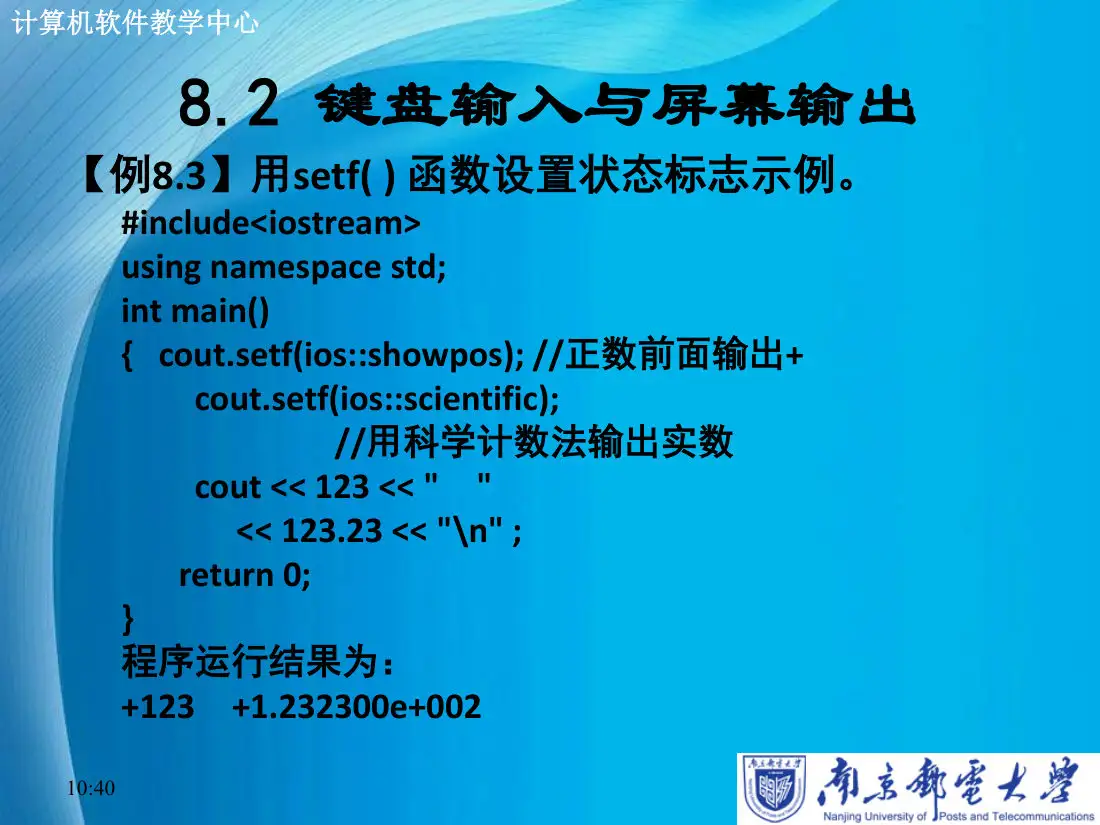 计算机软件教学中心
8.2 键盘输入与屏幕输出
【例8.3】用setf( ) 函数设置状态标志示例。
#include<iostream>
using namespace std;
int main()
{ cout.setf(ios::showpos); //正数前面输出+
cout.setf(ios::scientific);
//用科学计数法输出实数
cout << 123 << "   "
<< 123.23 << "\n" ;
return 0;
}
程序运行结果为：
+123   +1.232300e+002
10:40
南京郵電大學
Nanjing University of Posts and Telecommunications